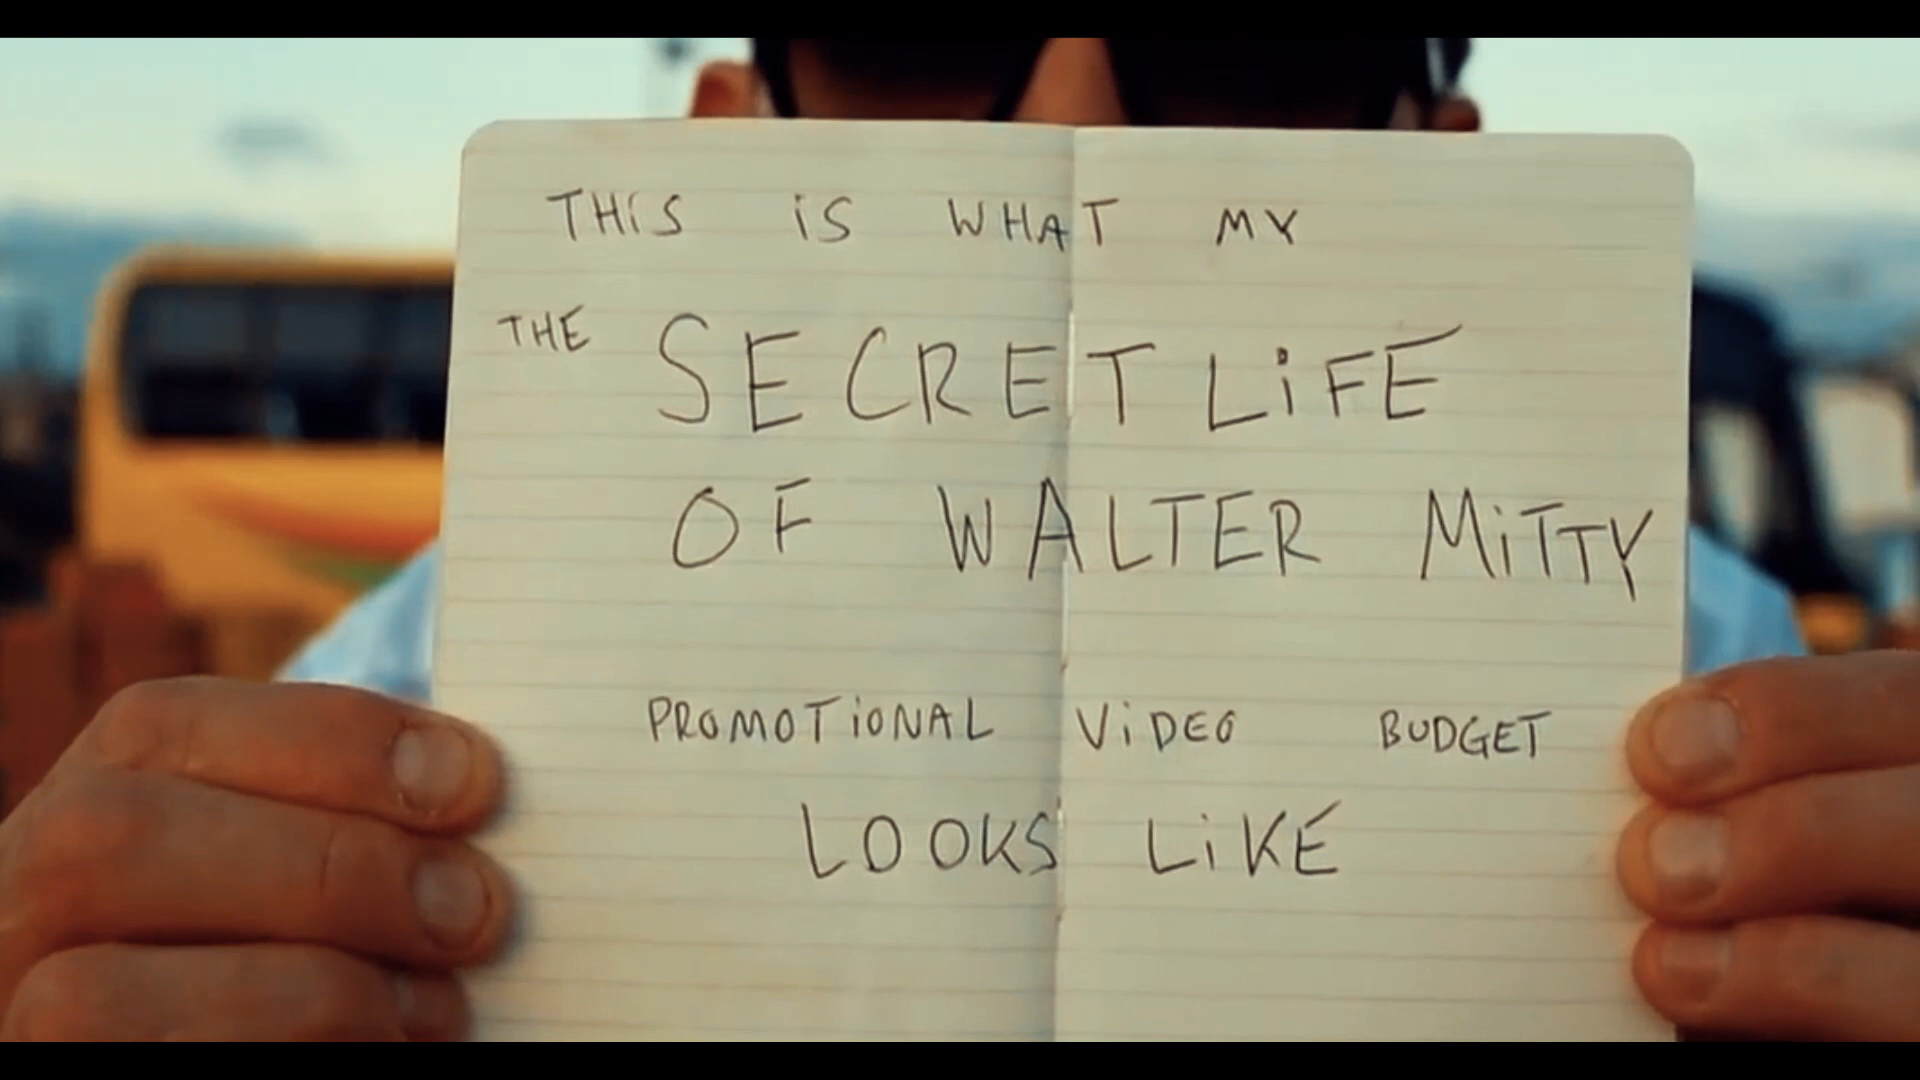 THIS IS WHAT MY
THE SECRET LIFE
OF WALTER MITTY
PROMOTIONAL VIDEO BUDGET
LOOKS LIKE